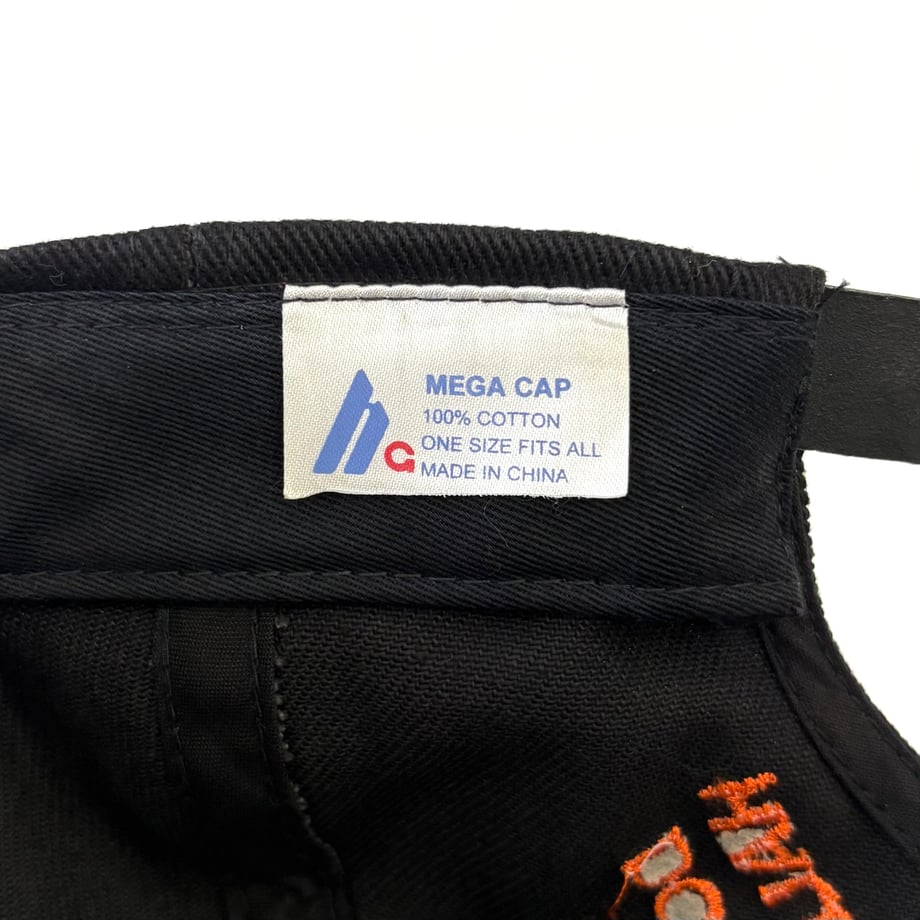 MEGA CAP
100% COTTON
ONE SIZE FITS ALL
G MADE IN CHINA